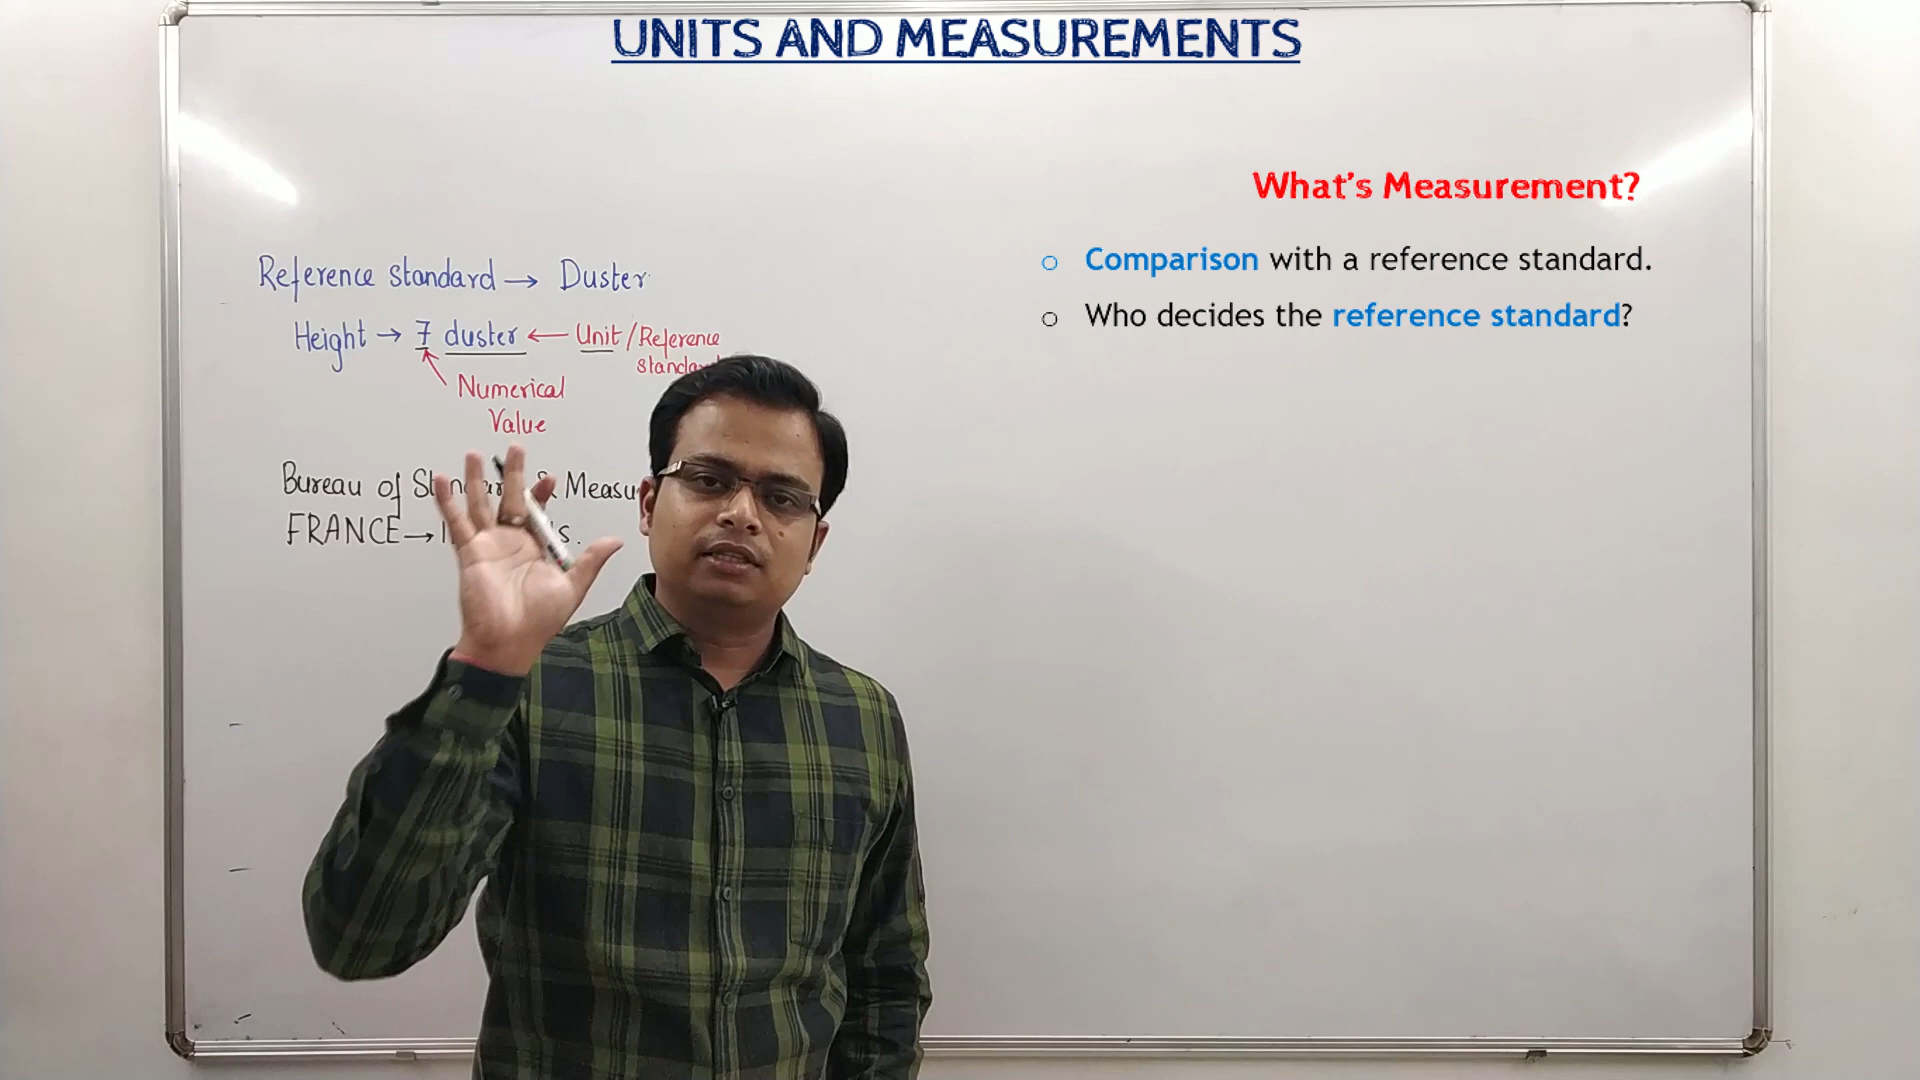 UNITS AND MEASUREMENTS
What's Measurement?
Comparison with a reference standard.
Who decides the reference standard?
Reference standard → Duster
Height → 7 duster ← Unit / Reference
Numerical
Value
Bureau of &
FRANCE →